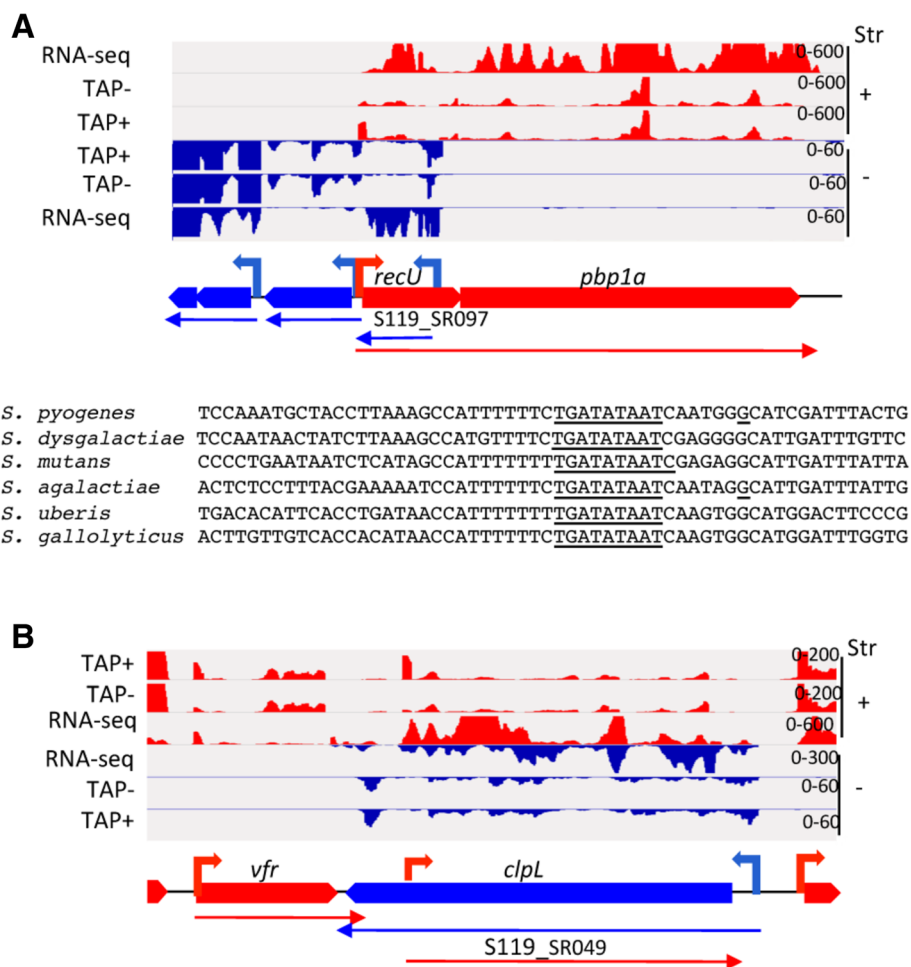 A
Str
RNA-seq 0-600
TAP- 0-600
+
TAP+ 0-600
TAP+ 0-60
TAP- 0-60
-
RNA-seq 0-60
recU pbp1a
S119_SR097
S. pyogenes TCCAAATGCTACCTTAAAGCCATTTTTTCTGATATAATCAATGGGCATCGATTTACTG
S. dysgalactiae TCCAATAACTATCTTAAAGCCATGTTTTCTGATATAATCGAGGGGCATTGATTTGTTC
S. mutans CCCCTGAATAATCTCATAGCCATTTTTTTTGATATAATCGAGAGGCATTGATTTATTA
S. agalactiae ACTCTCCTTTACGAAAAATCCATTTTTTCTGATATAATCAATAGGCATTGATTTATTG
S. uberis TGACACATTCACCTGATAACCATTTTTTTTGATATAATCAAGTGGCATGGACTTCCCG
S. gallolyticus ACTTGTTGTCACCACATAACCATTTTTTCTGATATAATCAAGTGGCATGGATTTGGTG
B
Str
TAP+ 0-200
TAP- 0-200
+
RNA-seq 0-600
RNA-seq 0-300
TAP- 0-60
-
TAP+ 0-60
vfr clpL
S119_SR049